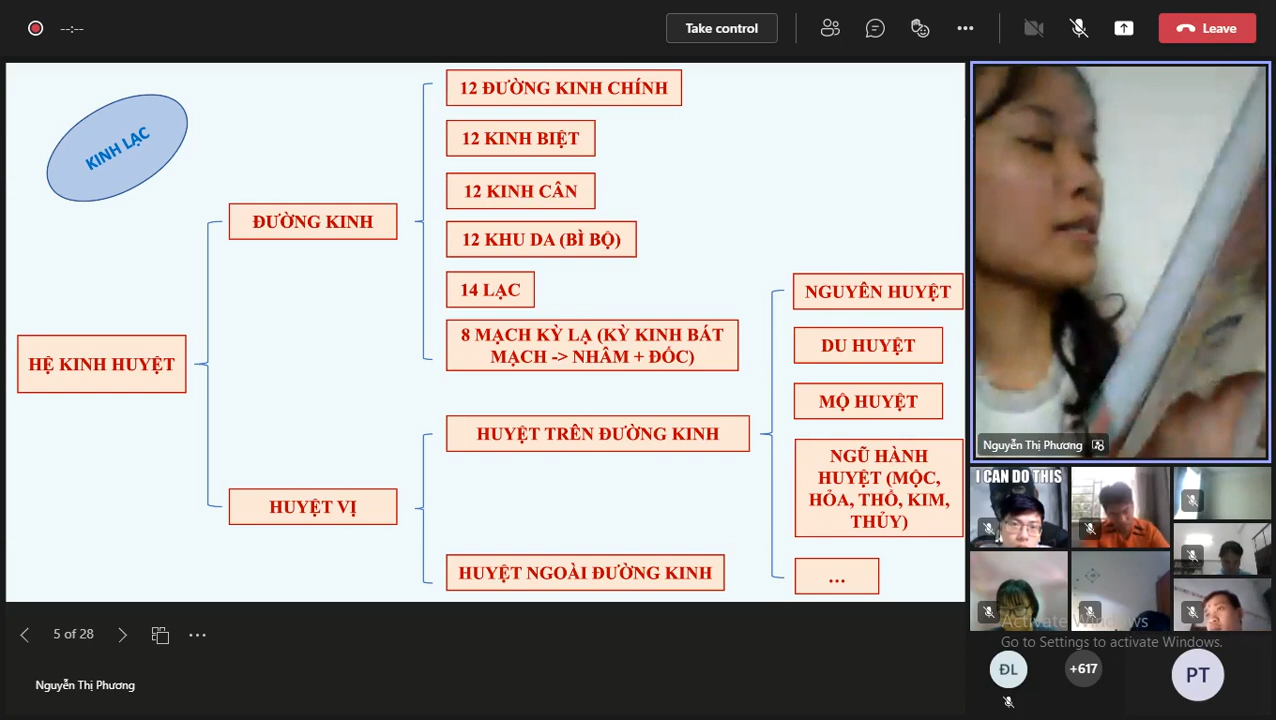 --:--
Take control
Leave
KINH LẠC
12 ĐƯỜNG KINH CHÍNH
12 KINH BIỆT
12 KINH CÂN
ĐƯỜNG KINH
12 KHU DA (BÌ BỘ)
14 LẠC
8 MẠCH KỲ LẠ (KỲ KINH BÁT
MẠCH -> NHÂM + ĐỐC)
HỆ KINH HUYỆT
NGUYÊN HUYỆT
DU HUYỆT
MỘ HUYỆT
HUYỆT TRÊN ĐƯỜNG KINH
NGŨ HÀNH
HUYỆT (MỘC,
HỎA, THỔ, KIM,
THỦY)
HUYỆT VỊ
HUYỆT NGOÀI ĐƯỜNG KINH
...
Nguyễn Thị Phương
I CAN DO THIS
5 of 28
Nguyễn Thị Phương
Activate Windows
Go to Settings to activate Windows.
ĐL
+617
PT